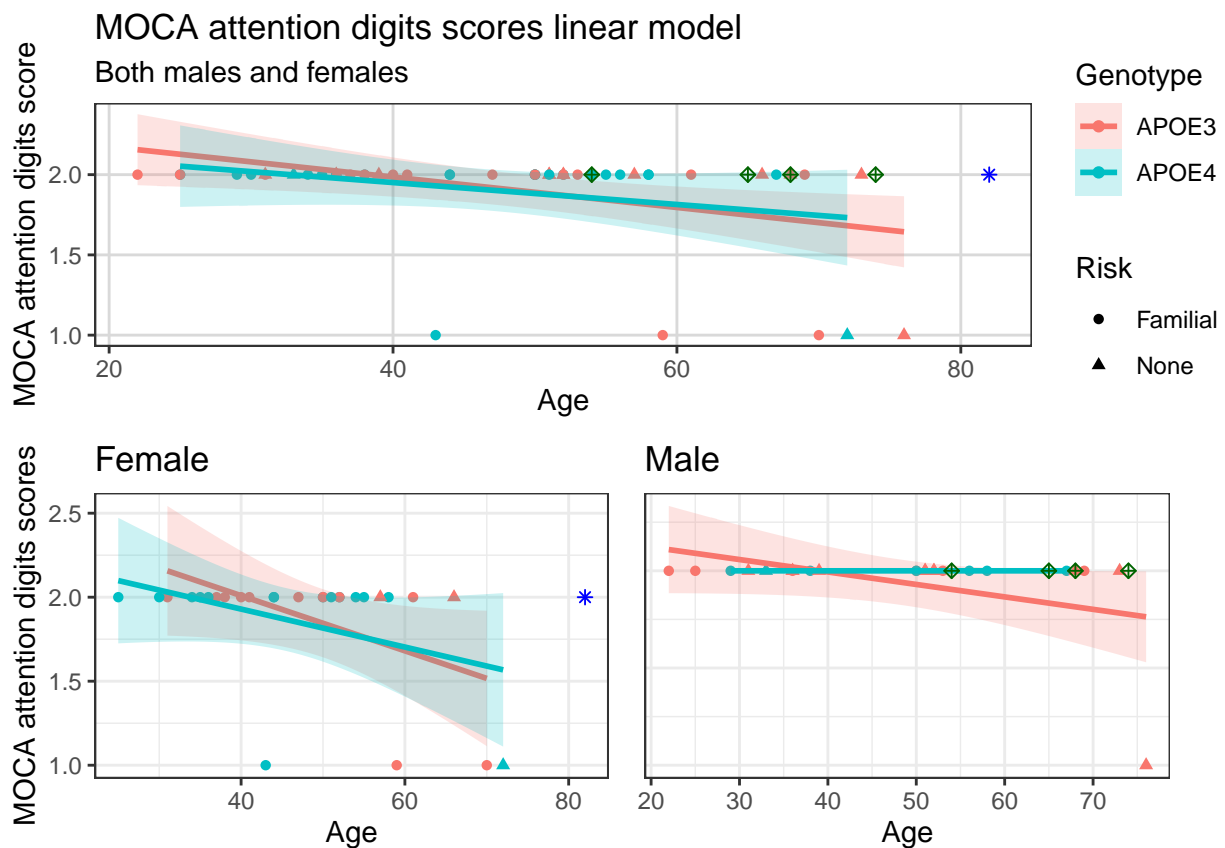 MOCA attention digits scores linear model
Both males and females
MOCA attention digits score
2.0
1.5
1.0
20
40
60
80
Age
Genotype
APOE3
APOE4
Risk
Familial
None
Female
MOCA attention digits scores
2.5
2.0
1.5
1.0
40
60
80
Age
Male
20
30
40
50
60
70
Age